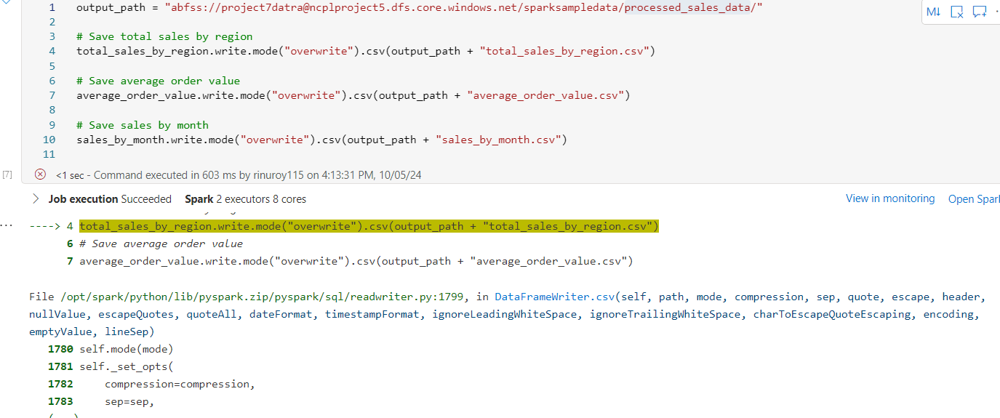 1 output_path = "abfss://project7datra@ncplproject5.dfs.core.windows.net/sparksampledata/processed_sales_data/"
M↓
2
3 # Save total sales by region
4 total_sales_by_region.write.mode("overwrite").csv(output_path + "total_sales_by_region.csv")
5
6 # Save average order value
7 average_order_value.write.mode("overwrite").csv(output_path + "average_order_value.csv")
8
9 # Save sales by month
10 sales_by_month.write.mode("overwrite").csv(output_path + "sales_by_month.csv")
11
[7] <1 sec - Command executed in 603 ms by rinuroy115 on 4:13:31 PM, 10/05/24
Job execution Succeeded Spark 2 executors 8 cores View in monitoring Open Spark
----> 4 total_sales_by_region.write.mode("overwrite").csv(output_path + "total_sales_by_region.csv")
6 # Save average order value
7 average_order_value.write.mode("overwrite").csv(output_path + "average_order_value.csv")
File /opt/spark/python/lib/pyspark.zip/pyspark/sql/readwriter.py:1799, in DataFrameWriter.csv(self, path, mode, compression, sep, quote, escape, header,
nullValue, escapeQuotes, quoteAll, dateFormat, timestampFormat, ignoreLeadingWhiteSpace, ignoreTrailingWhiteSpace, charToEscapeQuoteEscaping, encoding,
emptyValue, lineSep)
1780 self.mode(mode)
1781 self._set_opts(
1782 compression=compression,
1783 sep=sep,